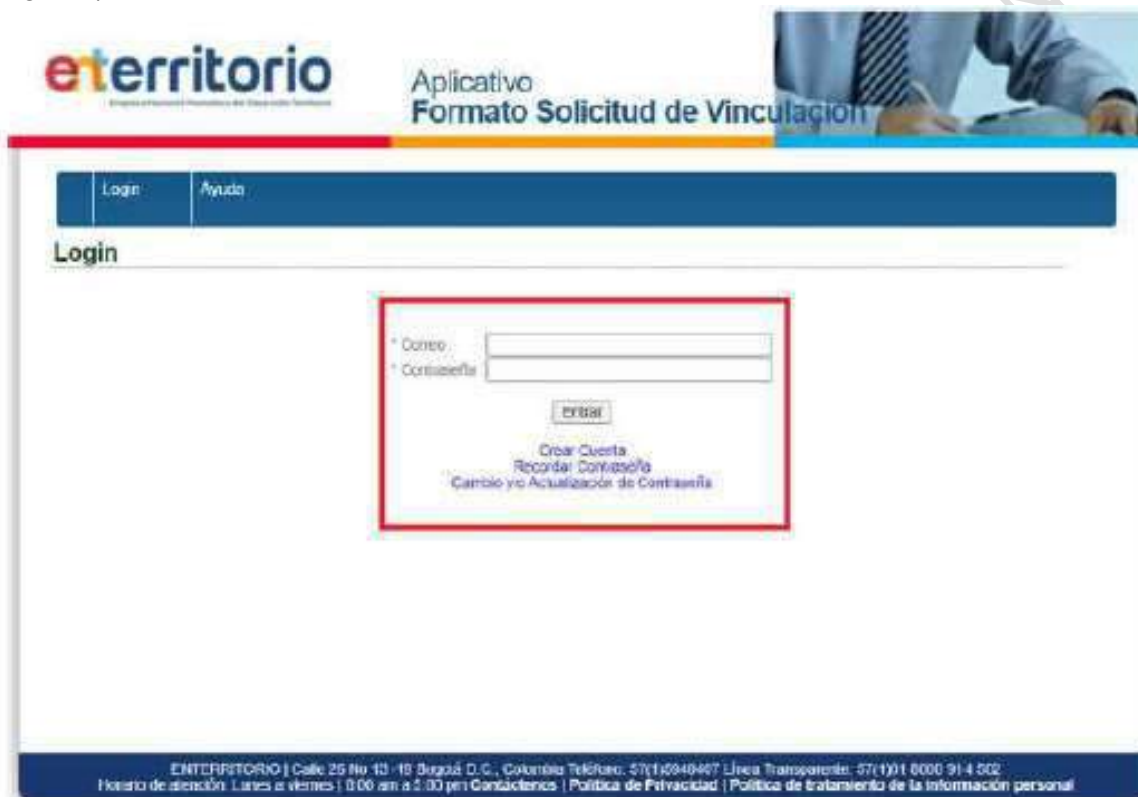 enterritorio
Aplicativo
Formato Solicitud de Vinculación
Login Ayuda
Login
* Correo
* Contraseña
Entrar
Crear Cuenta
Recordar Contraseña
Cambio y/o Actualización de Contraseña
ENTERRITORIO | Calle 26 No 13 -19 Bogotá D.C., Colombia Teléfono: 57(1)5940407 Línea Transparente: 57(1)01 8000 914 502
Horario de atención: Lunes a viernes | 8:00 am a 5:00 pm Contáctenos | Política de Privacidad | Política de tratamiento de la información personal